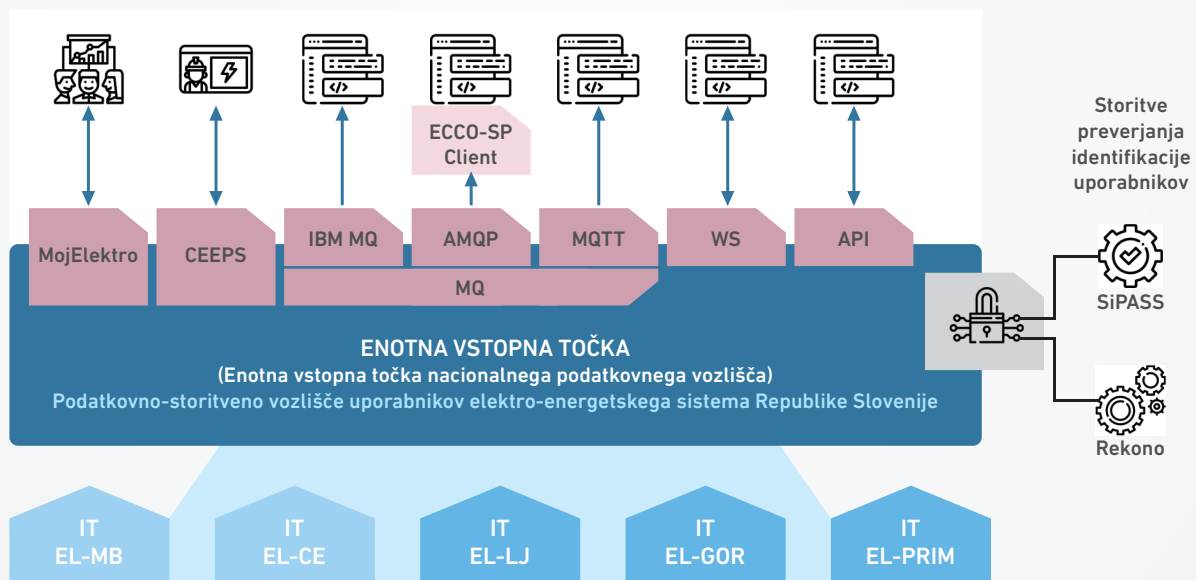 ECCO-SP
Client
MojElektro
CEEPS
IBM MQ
AMQP
MQTT
WS
API
MQ
ENOTNA VSTOPNA TOČKA
(Enotna vstopna točka nacionalnega podatkovnega vozlišča)
Podatkovno-storitveno vozlišče uporabnikov elektro-energetskega sistema Republike Slovenije
Storitve
preverjanja
identifikacije
uporabnikov
SiPASS
Rekono
IT
EL-MB
IT
EL-CE
IT
EL-LJ
IT
EL-GOR
IT
EL-PRIM